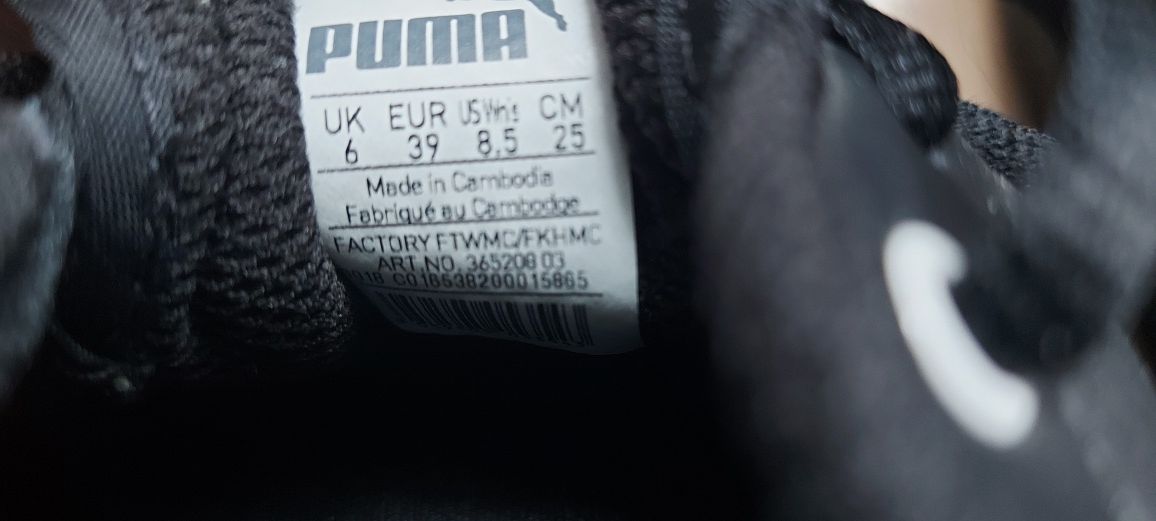 PUMA
UK EUR US Wn's CM
6 39 8.5 25
Made in Cambodia
Fabriqué au Cambodge
FACTORY FTWMC/FKHMC
ART NO. 365208 03